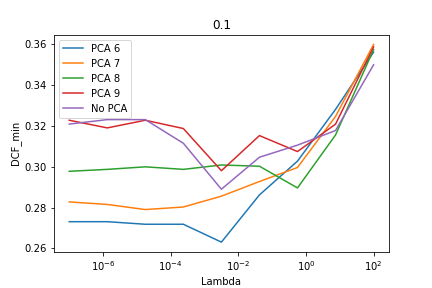 0.1
PCA 6
PCA 7
PCA 8
PCA 9
No PCA
0.36
0.34
0.32
0.30
0.28
0.26
DCF_min
10⁻⁶
10⁻⁴
10⁻²
10⁰
10²
Lambda